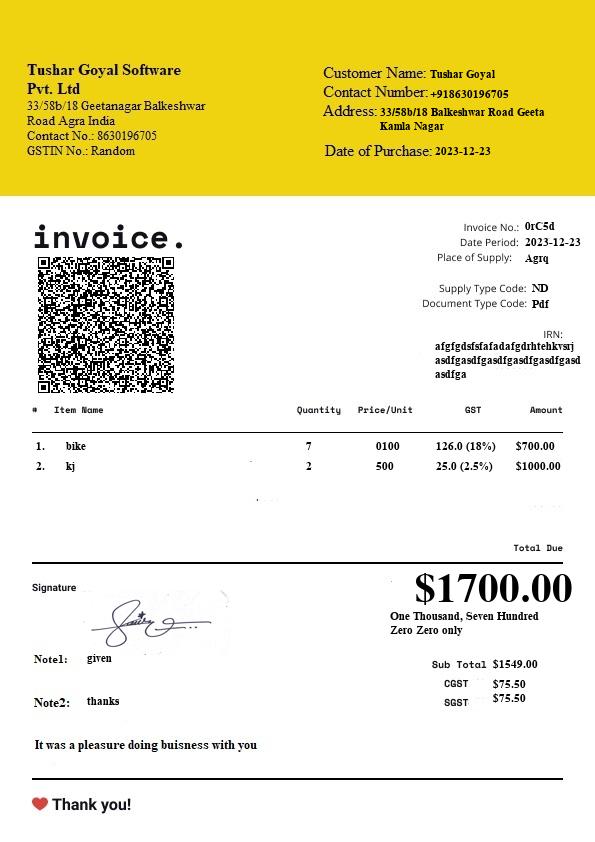 Tushar Goyal Software
Pvt. Ltd
33/58b/18 Geetanagar Balkeshwar
Road Agra India
Contact No.: 8630196705
GSTIN No.: Random
Customer Name: Tushar Goyal
Contact Number: +918630196705
Address: 33/58b/18 Balkeshwar Road Geeta
Kamla Nagar
Date of Purchase: 2023-12-23
invoice.
Invoice No.: 0rC5d
Date Period: 2023-12-23
Place of Supply: Agrq
Supply Type Code: ND
Document Type Code: Pdf
IRN:
afgfgdsfsfafadafgdrhtehkvsrj
asdfgasdfgasdfgasdfgasdfgasd
asdfga
# Item Name Quantity Price/Unit GST Amount
1. bike 7 0100 126.0 (18%) $700.00
2. kj 2 500 25.0 (2.5%) $1000.00
Total Due
$1700.00
One Thousand, Seven Hundred
Zero Zero only
Signature
Sub Total $1549.00
CGST $75.50
SGST $75.50
Note1: given
Note2: thanks
It was a pleasure doing buisness with you
Thank you!